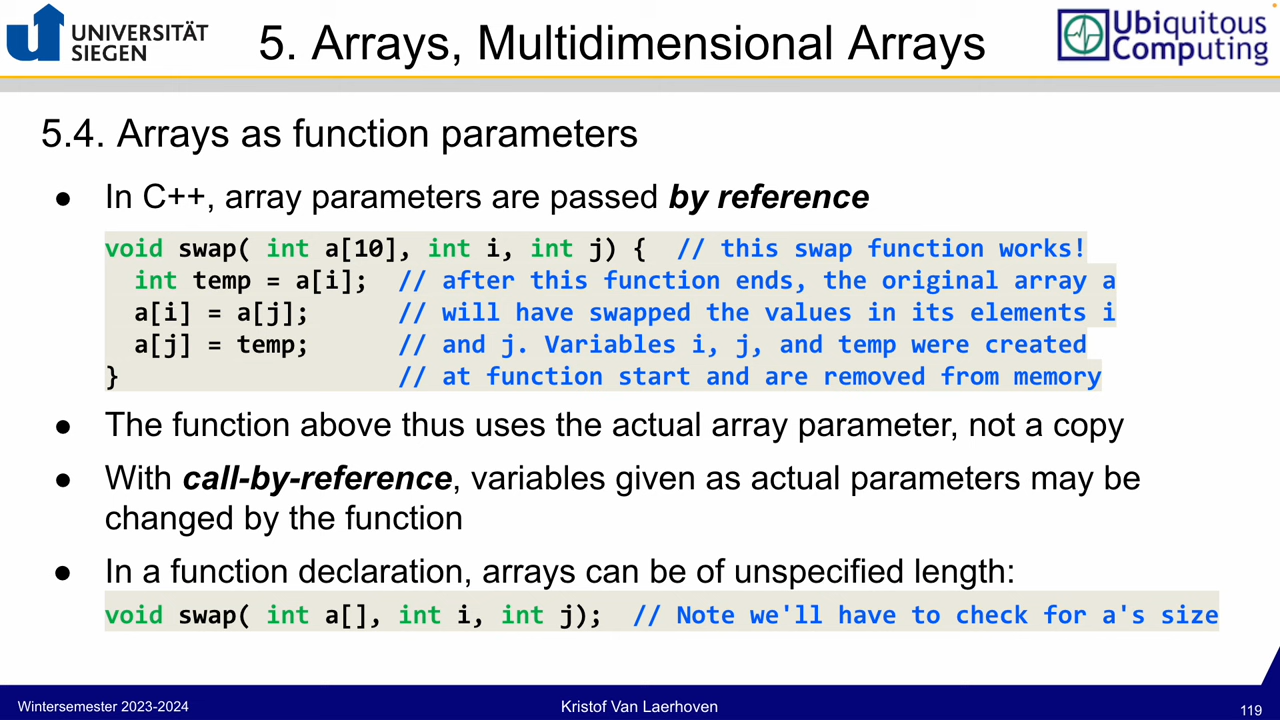 UNIVERSITÄT
SIEGEN
5. Arrays, Multidimensional Arrays
Ubiquitous
Computing
5.4. Arrays as function parameters
● In C++, array parameters are passed by reference
void swap( int a[10], int i, int j) {  // this swap function works!
  int temp = a[i];  // after this function ends, the original array a
  a[i] = a[j];      // will have swapped the values in its elements i
  a[j] = temp;      // and j. Variables i, j, and temp were created
}                   // at function start and are removed from memory
● The function above thus uses the actual array parameter, not a copy
● With call-by-reference, variables given as actual parameters may be
changed by the function
● In a function declaration, arrays can be of unspecified length:
void swap( int a[], int i, int j);  // Note we'll have to check for a's size
Wintersemester 2023-2024
Kristof Van Laerhoven
119